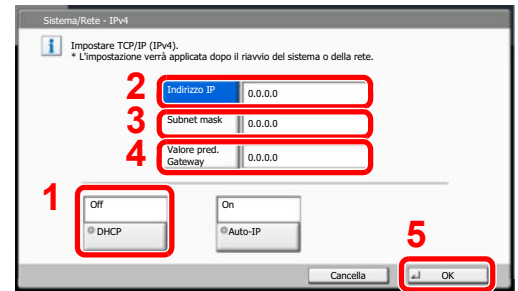 Sistema/Rete - IPv4
Impostare TCP/IP (IPv4).
* L'impostazione verrà applicata dopo il riavvio del sistema o della rete.
2 Indirizzo IP 0.0.0.0
3 Subnet mask 0.0.0.0
4 Valore pred.
Gateway 0.0.0.0
1
Off On
DHCP Auto-IP
5
Cancella OK